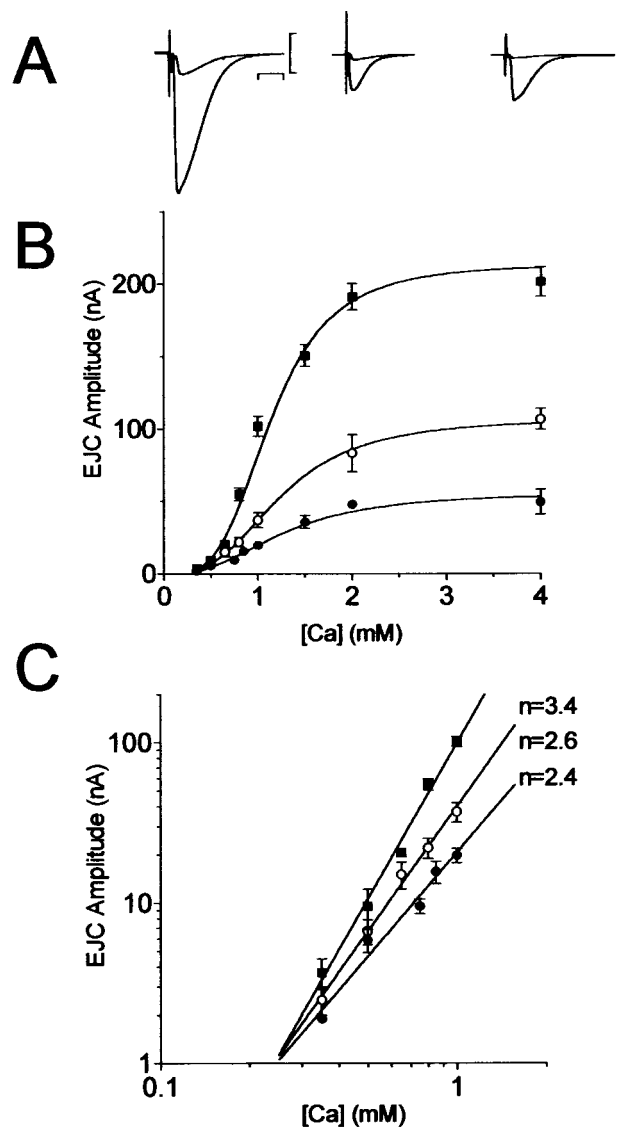 A
B
EJC Amplitude (nA)
200
100
0
0
1
2
3
4
[Ca] (mM)
C
EJC Amplitude (nA)
100
10
1
n=3.4
n=2.6
n=2.4
0.1
1
[Ca] (mM)